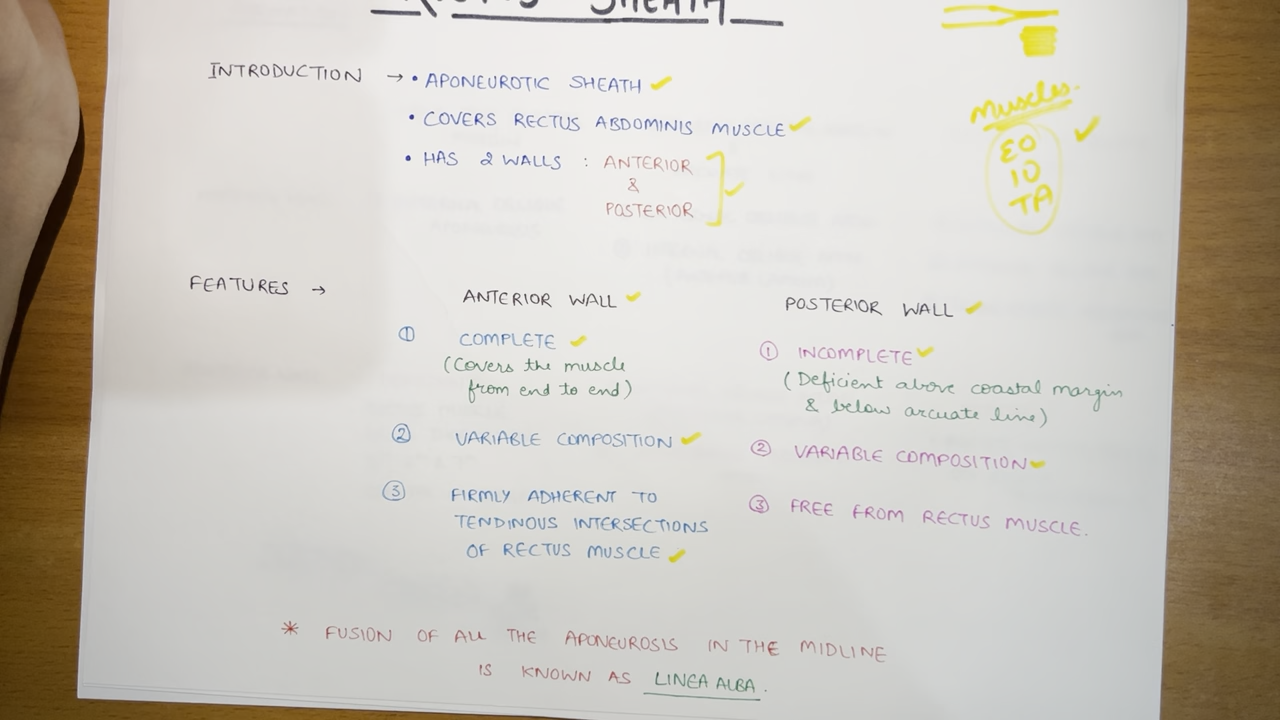 RECTUS SHEATH
INTRODUCTION → • APONEUROTIC SHEATH
• COVERS RECTUS ABDOMINIS MUSCLE
• HAS 2 WALLS : ANTERIOR
&
POSTERIOR
Muscles.
EO
IO
TA
FEATURES →
ANTERIOR WALL
① COMPLETE
(Covers the muscle
from end to end)
② VARIABLE COMPOSITION
③ FIRMLY ADHERENT TO
TENDINOUS INTERSECTIONS
OF RECTUS MUSCLE
POSTERIOR WALL
① INCOMPLETE
(Deficient above coastal margin
& below arcuate line)
② VARIABLE COMPOSITION
③ FREE FROM RECTUS MUSCLE.
* FUSION OF ALL THE APONEUROSIS IN THE MIDLINE
IS KNOWN AS LINEA ALBA.